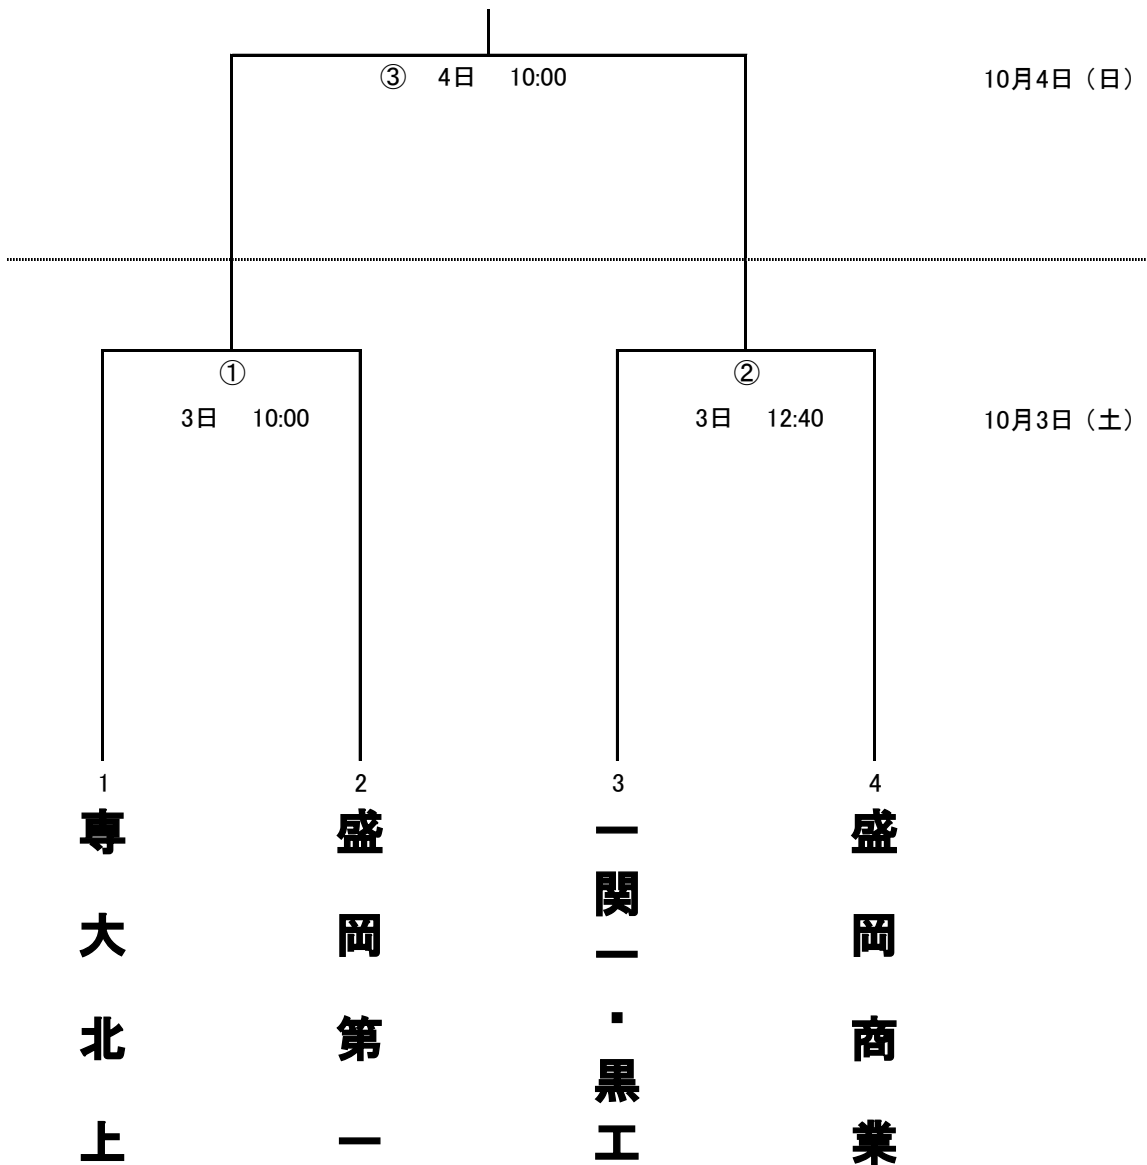 ③ 4日 10:00
10月4日（日）
①
②
3日 10:00
3日 12:40
10月3日（土）
1
2
3
4
専大北上
盛岡第一
一関一・黒工
盛岡商業